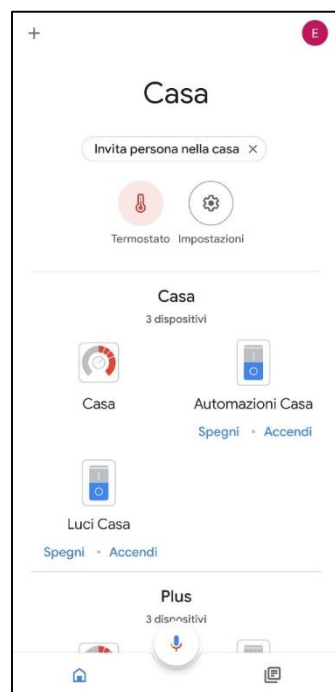 E
Casa
Invita persona nella casa
Termostato Impostazioni
Casa
3 dispositivi
Casa Automazioni Casa
Spegni • Accendi
Luci Casa
Spegni • Accendi
Plus
3 dispositivi